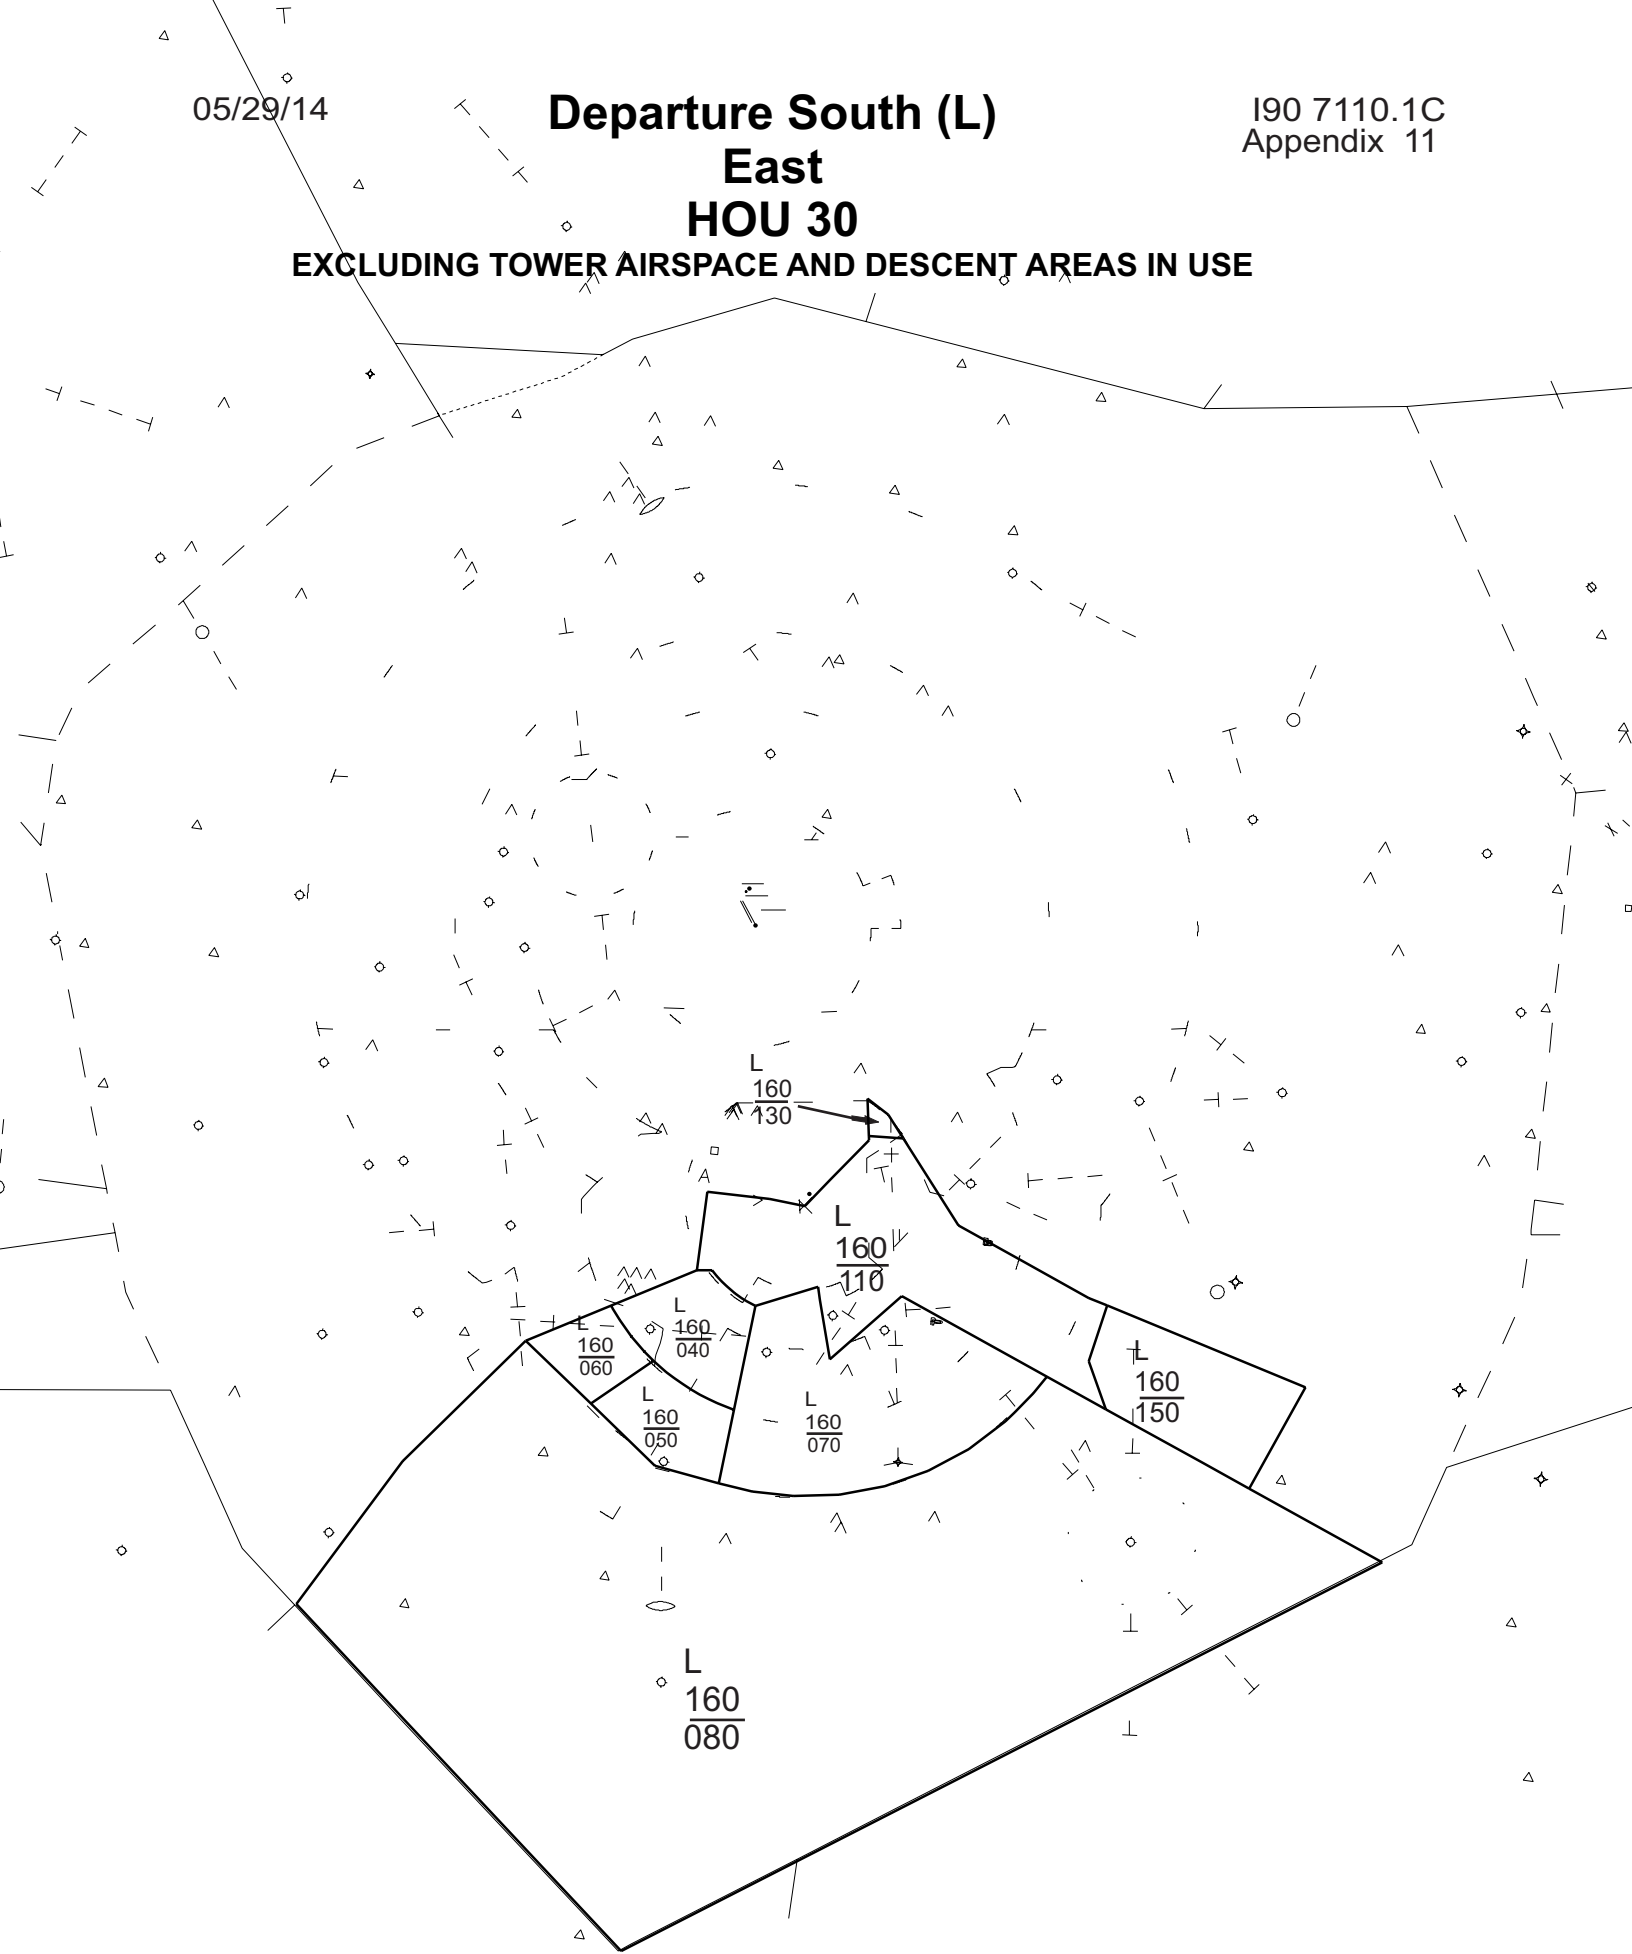 05/29/14
Departure South (L)
East
HOU 30
EXCLUDING TOWER AIRSPACE AND DESCENT AREAS IN USE
I90 7110.1C
Appendix 11
L
160
130
A
L
160
110
L
160
060
L
160
040
L
160
050
L
160
070
L
160
150
L
160
080